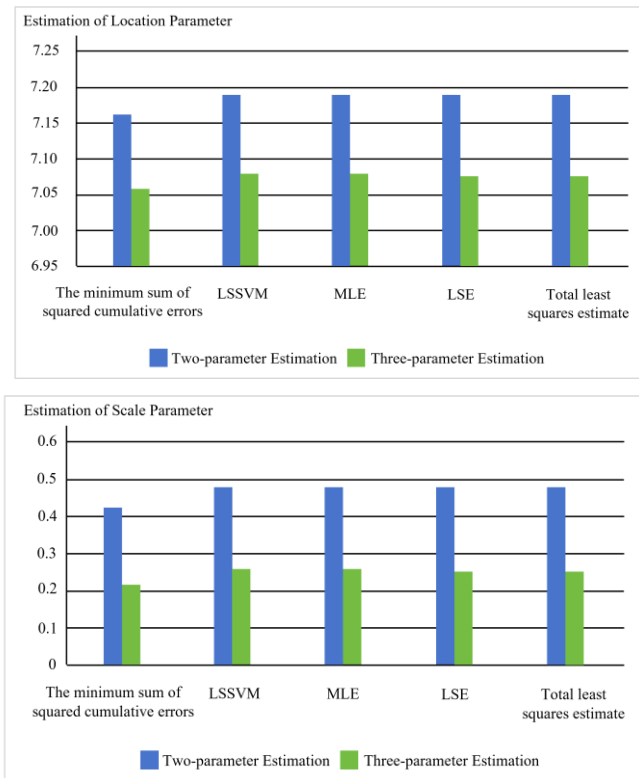 Estimation of Location Parameter
7.25
7.20
7.15
7.10
7.05
7.00
6.95
The minimum sum of
squared cumulative errors
LSSVM
MLE
LSE
Total least
squares estimate
Two-parameter Estimation
Three-parameter Estimation
Estimation of Scale Parameter
0.6
0.5
0.4
0.3
0.2
0.1
0
The minimum sum of
squared cumulative errors
LSSVM
MLE
LSE
Total least
squares estimate
Two-parameter Estimation
Three-parameter Estimation